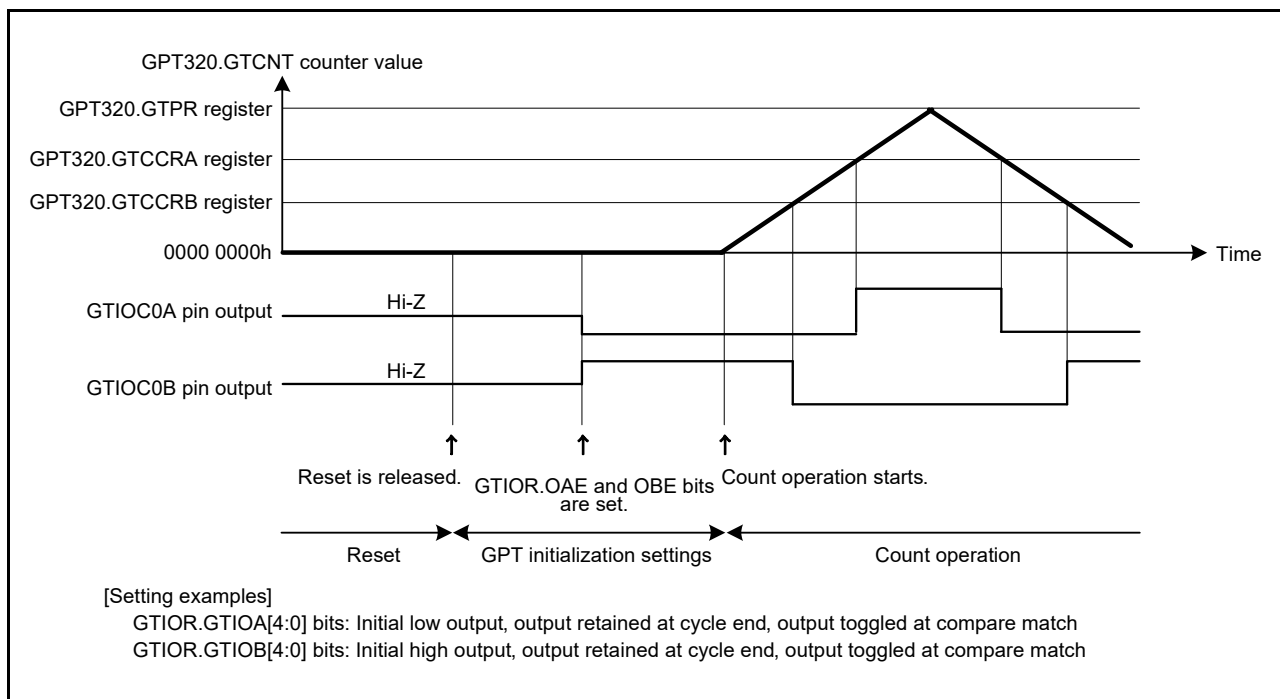 GPT320.GTCNT counter value
GPT320.GTPR register
GPT320.GTCCRA register
GPT320.GTCCRB register
0000 0000h
Time
Hi-Z
GTIOC0A pin output
Hi-Z
GTIOC0B pin output
Reset is released.
GTIOR.OAE and OBE bits
are set.
Count operation starts.
Reset
GPT initialization settings
Count operation
[Setting examples]
GTIOR.GTIOA[4:0] bits: Initial low output, output retained at cycle end, output toggled at compare match
GTIOR.GTIOB[4:0] bits: Initial high output, output retained at cycle end, output toggled at compare match